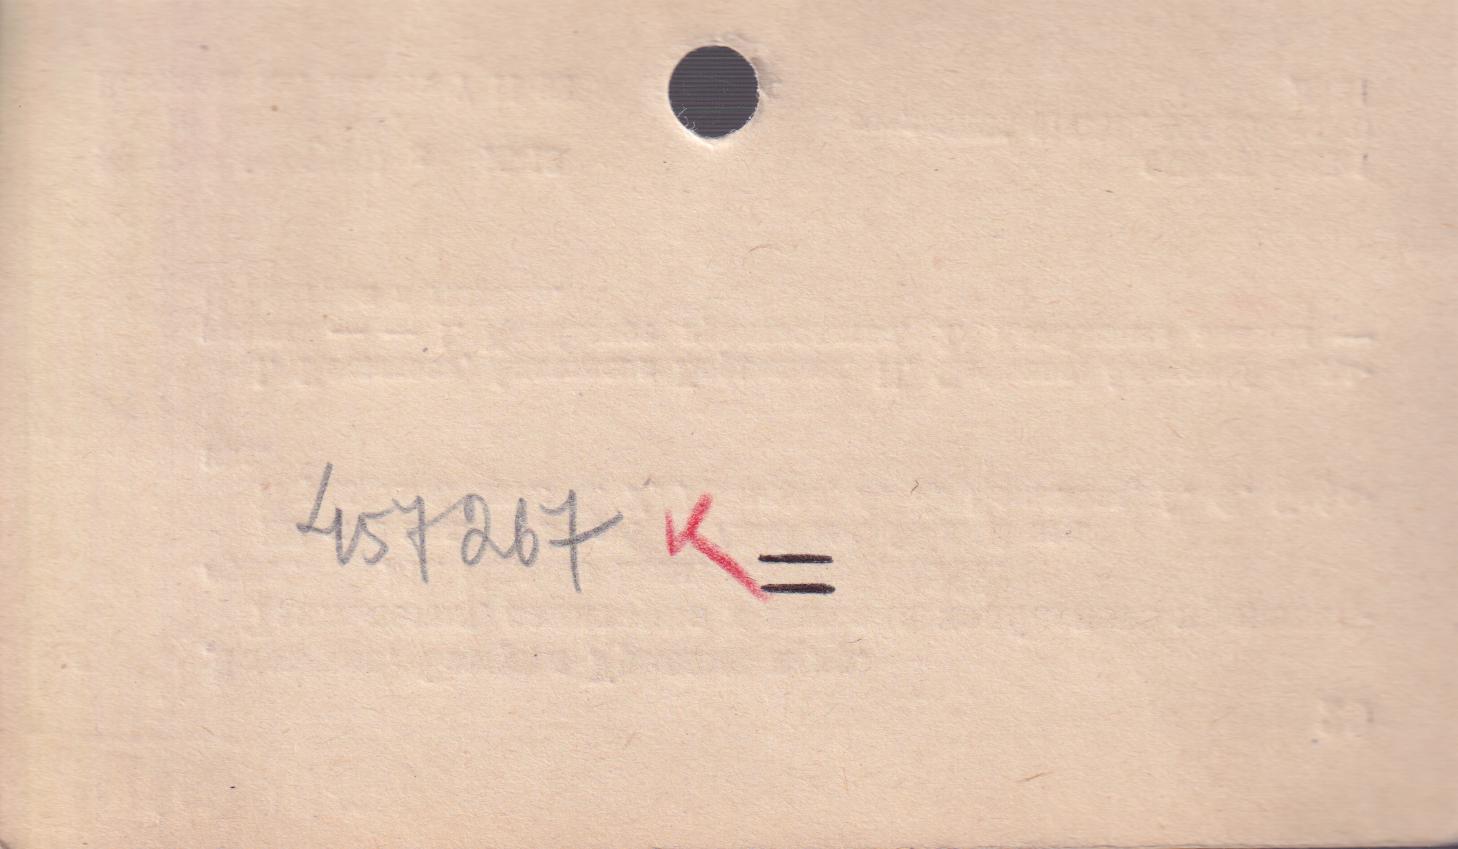 457267 K =